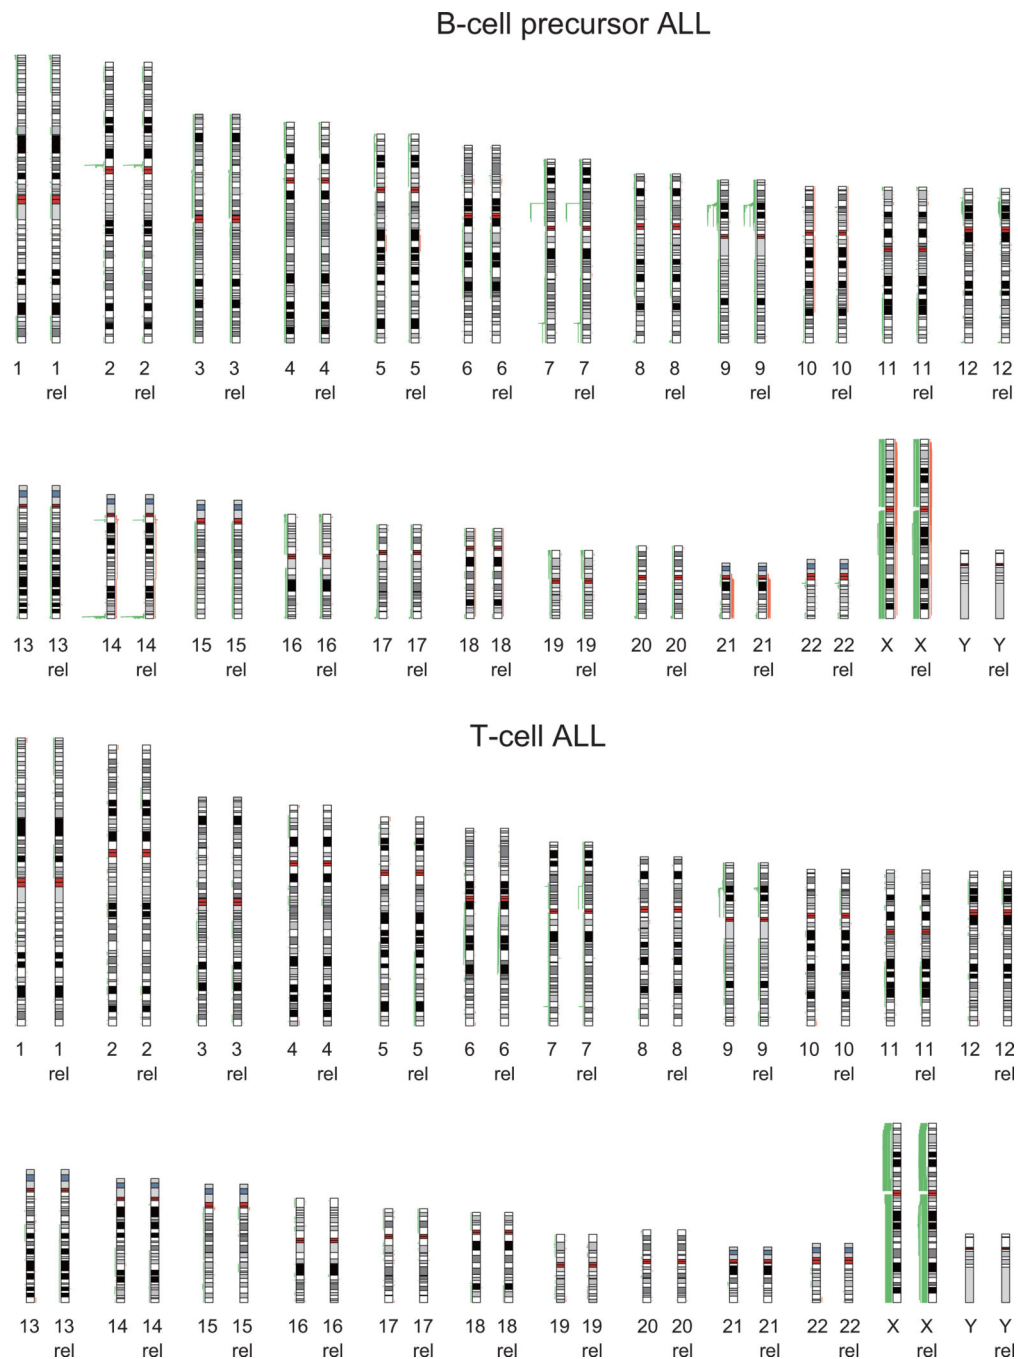 B-cell precursor ALL
1 1 2 2 3 3 4 4 5 5 6 6 7 7 8 8 9 9 10 10 11 11 12 12
rel rel rel rel rel rel rel rel rel rel rel rel
13 13 14 14 15 15 16 16 17 17 18 18 19 19 20 20 21 21 22 22 X X Y Y
rel rel rel rel rel rel rel rel rel rel rel rel
T-cell ALL
1 1 2 2 3 3 4 4 5 5 6 6 7 7 8 8 9 9 10 10 11 11 12 12
rel rel rel rel rel rel rel rel rel rel rel rel
13 13 14 14 15 15 16 16 17 17 18 18 19 19 20 20 21 21 22 22 X X Y Y
rel rel rel rel rel rel rel rel rel rel rel rel